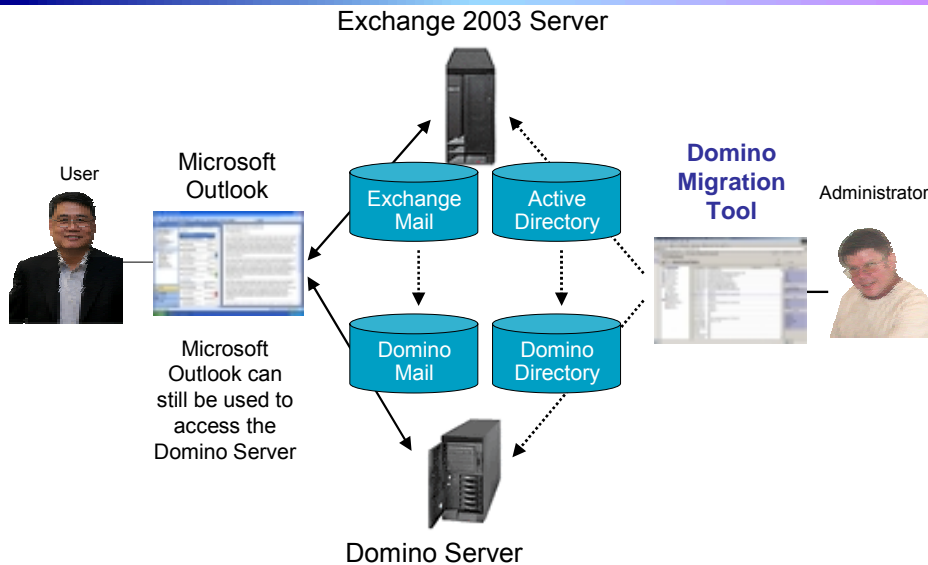 Exchange 2003 Server
User
Microsoft
Outlook
Exchange
Mail
Active
Directory
Domino
Migration
Tool
Administrator
Microsoft
Outlook can
still be used to
access the
Domino Server
Domino
Mail
Domino
Directory
Domino Server